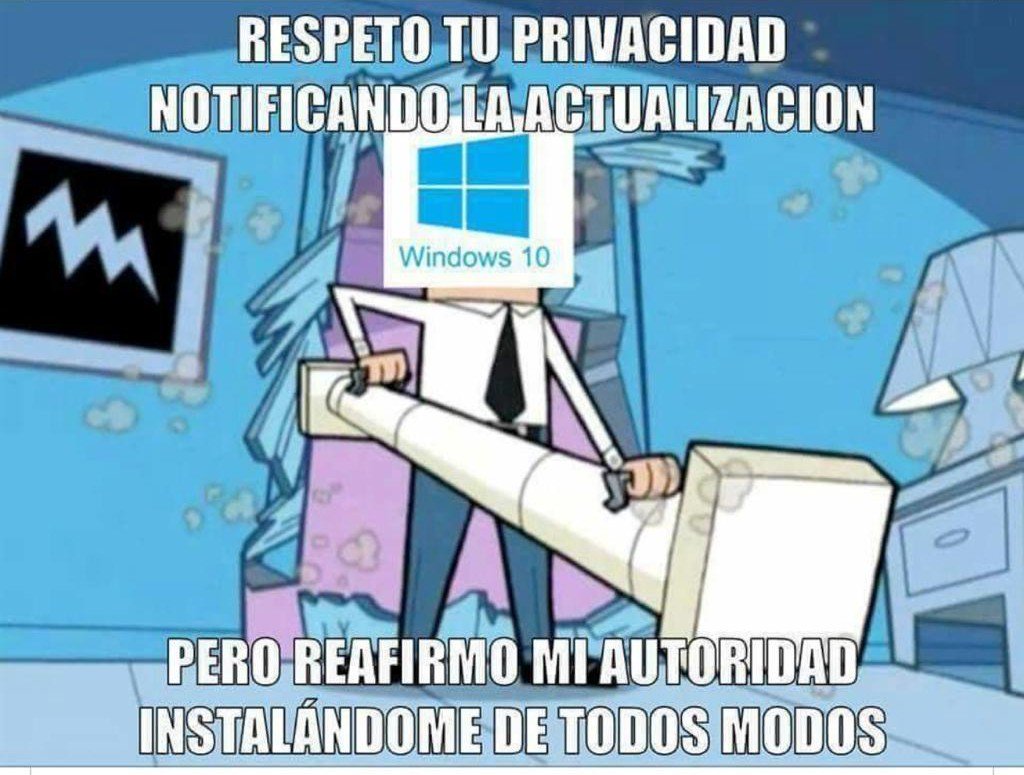 RESPETO TU PRIVACIDAD
NOTIFICANDO LA ACTUALIZACION
Windows 10
PERO REAFIRMO MI AUTORIDAD
INSTALÁNDOME DE TODOS MODOS